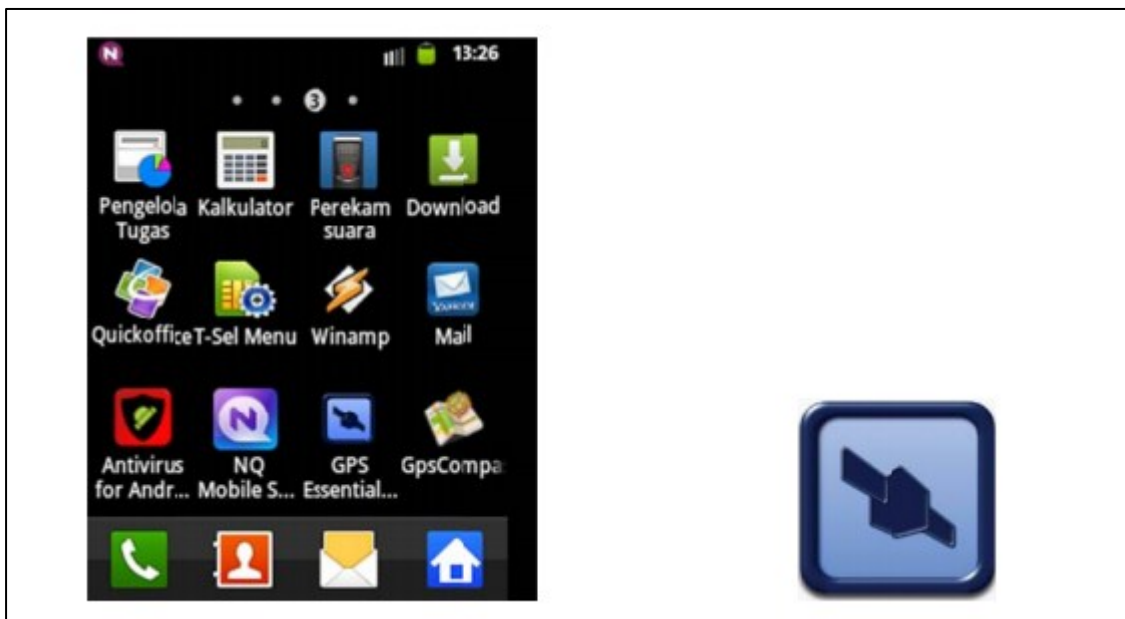 N
13:26
3
Pengelola Tugas
Kalkulator
Perekam suara
Download
Quickoffice
T-Sel Menu
Winamp
YAHOO!
Mail
Antivirus for Andr...
N
NQ Mobile S...
GPS Essential...
GpsCompa